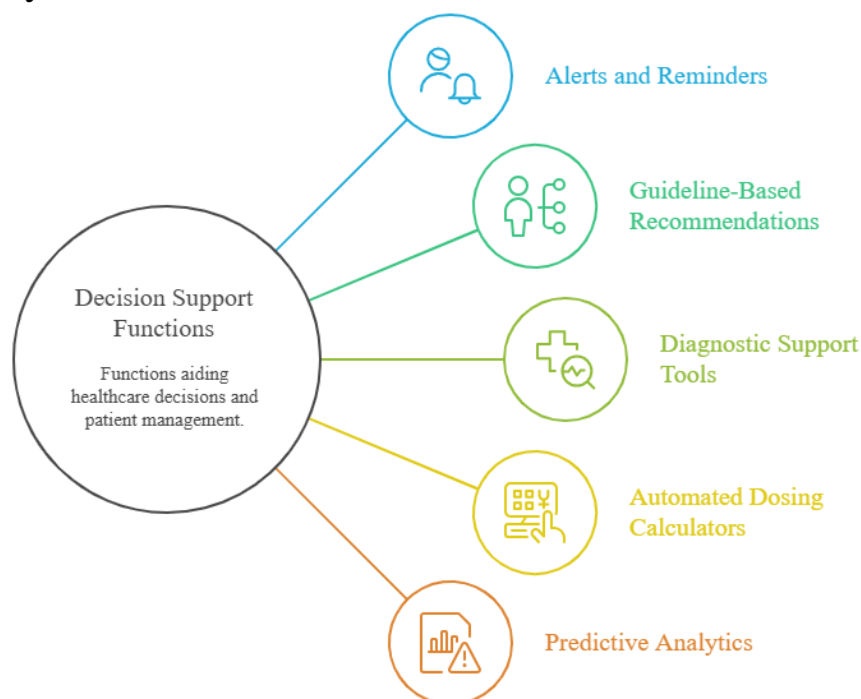 Alerts and Reminders
Guideline-Based
Recommendations
Decision Support
Functions
Functions aiding
healthcare decisions and
patient management.
Diagnostic Support
Tools
Automated Dosing
Calculators
Predictive Analytics